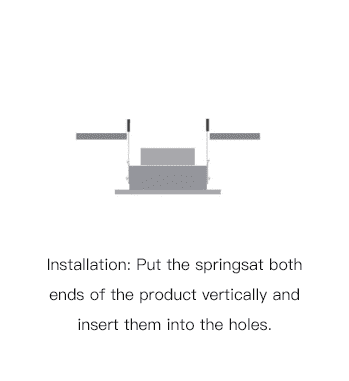 Installation: Put the springsat both
ends of the product vertically and
insert them into the holes.